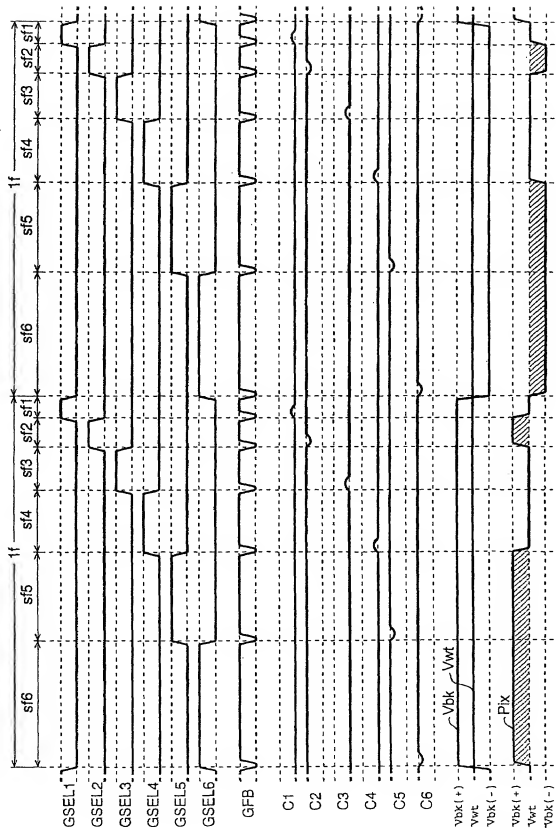 1f 1f
sf6 sf5 sf4 sf3 sf2 sf1 sf6 sf5 sf4 sf3 sf2 sf1
GSEL1
GSEL2
GSEL3
GSEL4
GSEL5
GSEL6
GFB
C1
C2
C3
C4
C5
C6
Vbk
Vwt
Vbk(+)
Vwt
Vbk(-)
Pix
Vbk(+)
Vwt
Vbk(-)